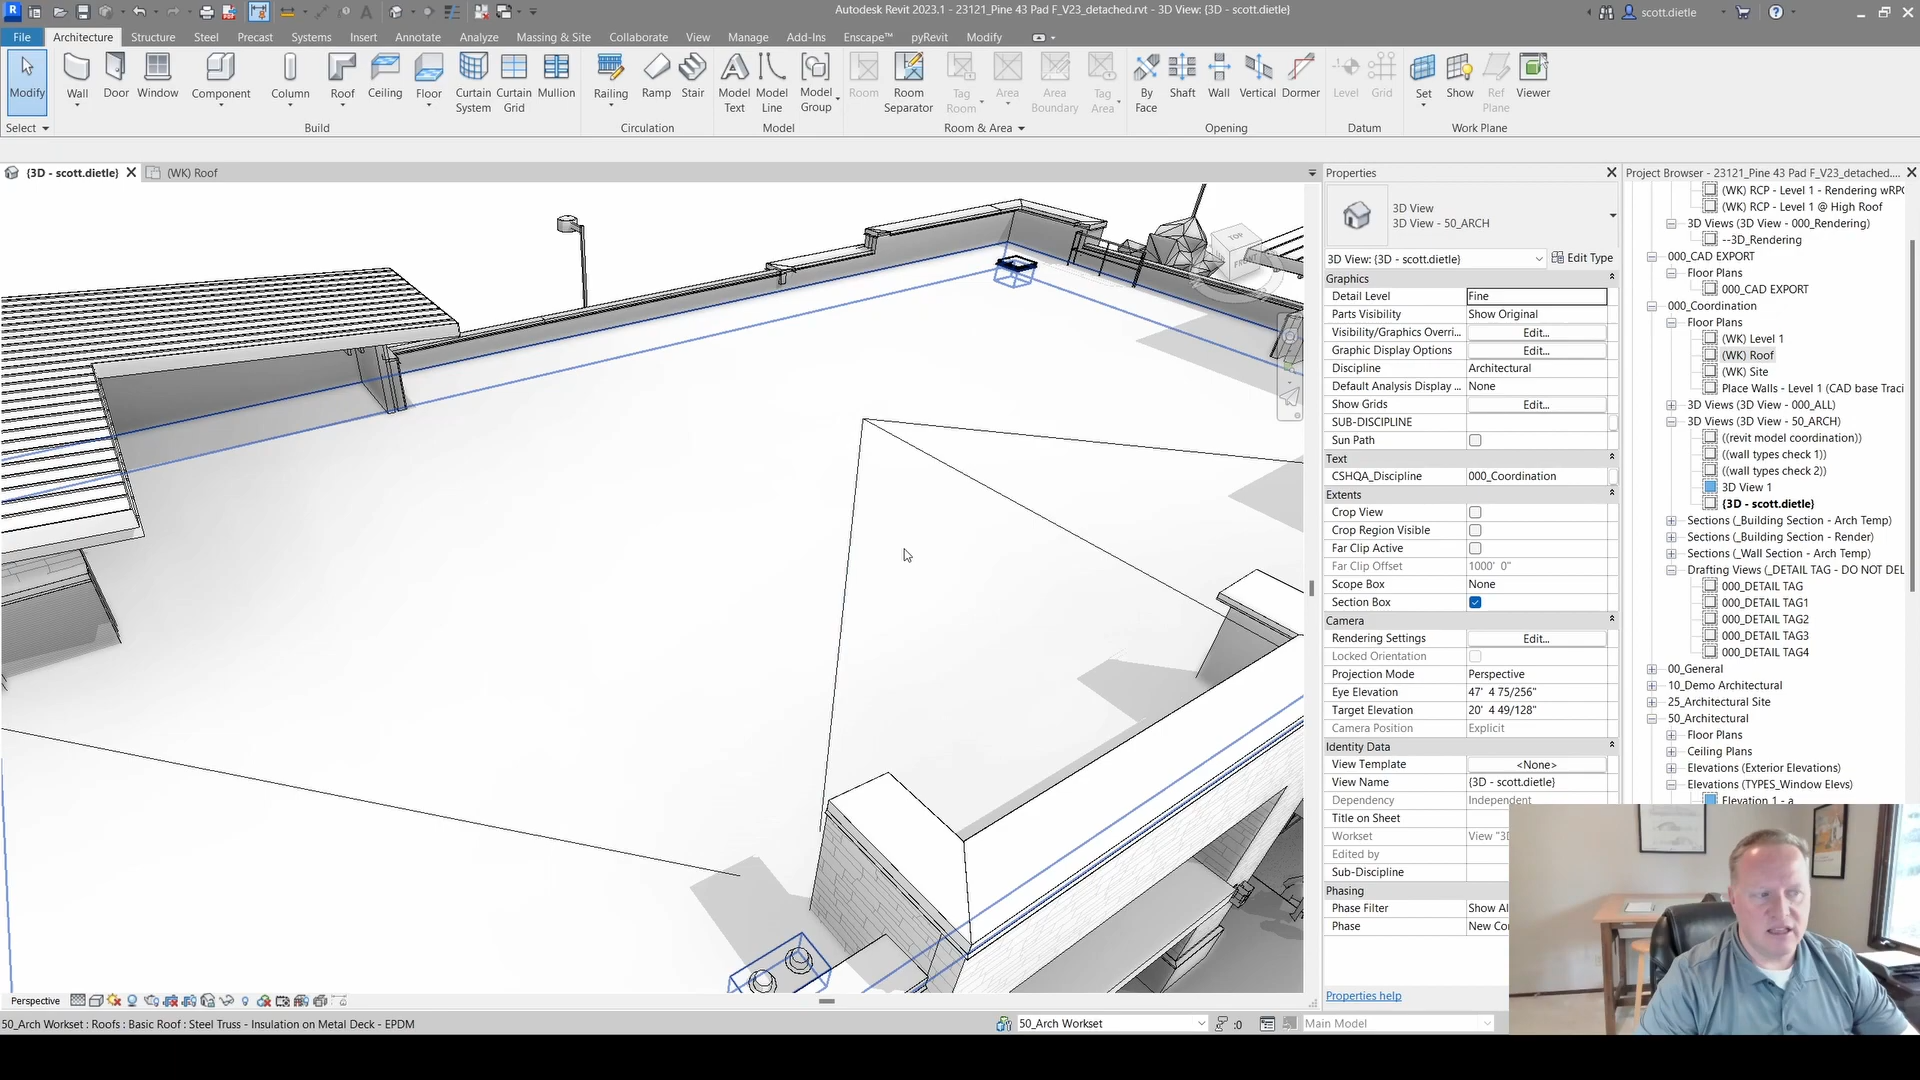 Autodesk Revit 2023.1 - 23121_Pine 43 Pad F_V23_detached.rvt - 3D View: {3D - scott.dietle}
scott.dietle
File Architecture Structure Steel Precast Systems Insert Annotate Analyze Massing & Site Collaborate View Manage Add-Ins Enscape™ pyRevit Modify
Modify Wall Door Window Component Column Roof Ceiling Floor Curtain System Curtain Grid Mullion Railing Ramp Stair Model Text Model Line Model Group Room Room Separator Tag Room Area Area Boundary Tag Area By Face Shaft Wall Vertical Dormer Level Grid Set Show Ref Plane Viewer
Select Build Circulation Model Room & Area Opening Datum Work Plane
{3D - scott.dietle}
(WK) Roof
TOP
FRONT
Properties
3D View
3D View - 50_ARCH
3D View: {3D - scott.dietle} Edit Type
Graphics
Detail Level Fine
Parts Visibility Show Original
Visibility/Graphics Overri... Edit...
Graphic Display Options Edit...
Discipline Architectural
Default Analysis Display ... None
Show Grids Edit...
SUB-DISCIPLINE
Sun Path
Text
CSHQA_Discipline 000_Coordination
Extents
Crop View
Crop Region Visible
Far Clip Active
Far Clip Offset 1000' 0"
Scope Box None
Section Box
Camera
Rendering Settings Edit...
Locked Orientation
Projection Mode Perspective
Eye Elevation 47' 4 75/256"
Target Elevation 20' 4 49/128"
Camera Position Explicit
Identity Data
View Template <None>
View Name {3D - scott.dietle}
Dependency Independent
Title on Sheet
Workset View "3D
Edited by
Sub-Discipline
Phasing
Phase Filter Show Al
Phase New Co
Properties help
Project Browser - 23121_Pine 43 Pad F_V23_detached....
(WK) RCP - Level 1 - Rendering wRPC
(WK) RCP - Level 1 @ High Roof
3D Views (3D View - 000_Rendering)
--3D_Rendering
000_CAD EXPORT
Floor Plans
000_CAD EXPORT
000_Coordination
Floor Plans
(WK) Level 1
(WK) Roof
(WK) Site
Place Walls - Level 1 (CAD base Traci
3D Views (3D View - 000_ALL)
3D Views (3D View - 50_ARCH)
((revit model coordination))
((wall types check 1))
((wall types check 2))
3D View 1
{3D - scott.dietle}
Sections (_Building Section - Arch Temp)
Sections (_Building Section - Render)
Sections (_Wall Section - Arch Temp)
Drafting Views (_DETAIL TAG - DO NOT DEL
000_DETAIL TAG
000_DETAIL TAG1
000_DETAIL TAG2
000_DETAIL TAG3
000_DETAIL TAG4
00_General
10_Demo Architectural
25_Architectural Site
50_Architectural
Floor Plans
Ceiling Plans
Elevations (Exterior Elevations)
Elevations (TYPES_Window Elevs)
Elevation 1 - a
Perspective
50_Arch Workset : Roofs : Basic Roof : Steel Truss - Insulation on Metal Deck - EPDM
50_Arch Workset
:0
Main Model